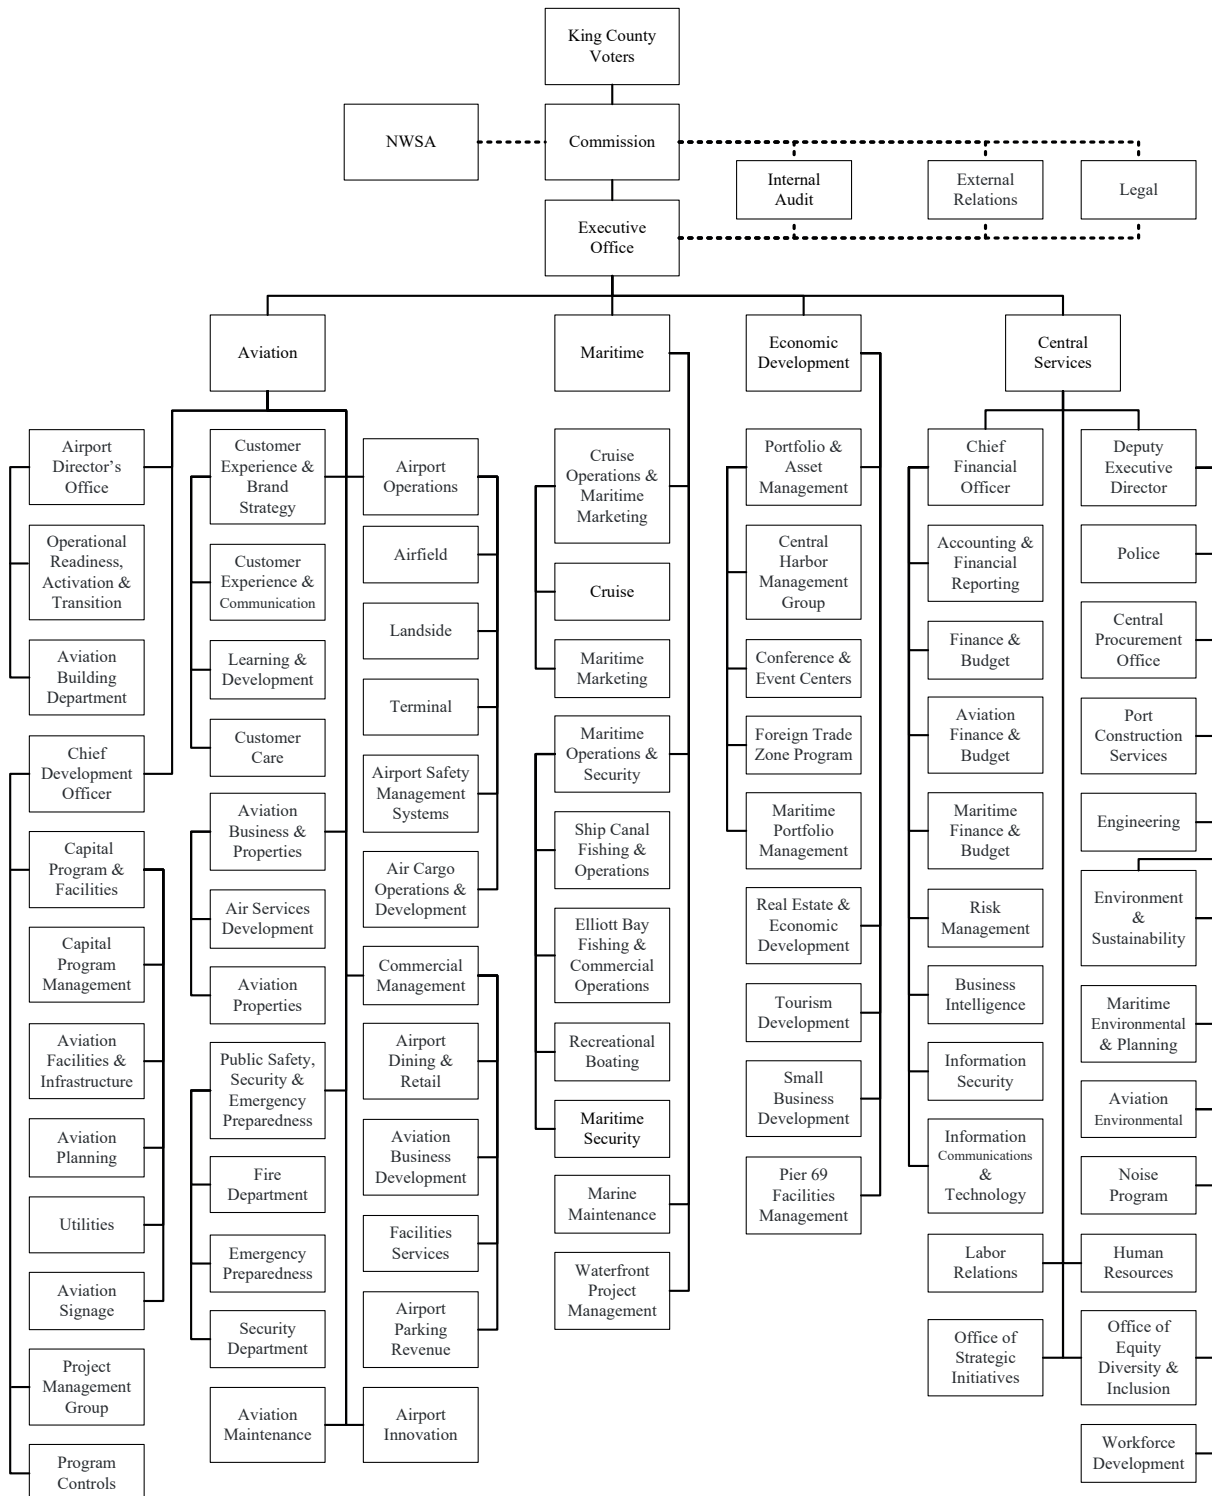 King County
Voters
NWSA
Commission
Internal
Audit
External
Relations
Legal
Executive
Office
Aviation
Maritime
Economic
Development
Central
Services
Airport
Director’s
Office
Operational
Readiness,
Activation &
Transition
Aviation
Building
Department
Chief
Development
Officer
Capital
Program &
Facilities
Capital
Program
Management
Aviation
Facilities &
Infrastructure
Aviation
Planning
Utilities
Aviation
Signage
Project
Management
Group
Program
Controls
Customer
Experience &
Brand
Strategy
Customer
Experience &
Communication
Learning &
Development
Customer
Care
Aviation
Business &
Properties
Air Services
Development
Aviation
Properties
Public Safety,
Security &
Emergency
Preparedness
Fire
Department
Emergency
Preparedness
Security
Department
Aviation
Maintenance
Airport
Operations
Airfield
Landside
Terminal
Airport Safety
Management
Systems
Air Cargo
Operations &
Development
Commercial
Management
Airport
Dining &
Retail
Aviation
Business
Development
Facilities
Services
Airport
Parking
Revenue
Airport
Innovation
Cruise
Operations &
Maritime
Marketing
Cruise
Maritime
Marketing
Maritime
Operations &
Security
Ship Canal
Fishing &
Operations
Elliott Bay
Fishing &
Commercial
Operations
Recreational
Boating
Maritime
Security
Marine
Maintenance
Waterfront
Project
Management
Portfolio &
Asset
Management
Central
Harbor
Management
Group
Conference &
Event Centers
Foreign Trade
Zone Program
Maritime
Portfolio
Management
Real Estate &
Economic
Development
Tourism
Development
Small
Business
Development
Pier 69
Facilities
Management
Chief
Financial
Officer
Accounting &
Financial
Reporting
Finance &
Budget
Aviation
Finance &
Budget
Maritime
Finance &
Budget
Risk
Management
Business
Intelligence
Information
Security
Information
Communications
&
Technology
Labor
Relations
Office of
Strategic
Initiatives
Deputy
Executive
Director
Police
Central
Procurement
Office
Port
Construction
Services
Engineering
Environment
&
Sustainability
Maritime
Environmental
& Planning
Aviation
Environmental
Noise
Program
Human
Resources
Office of
Equity
Diversity &
Inclusion
Workforce
Development